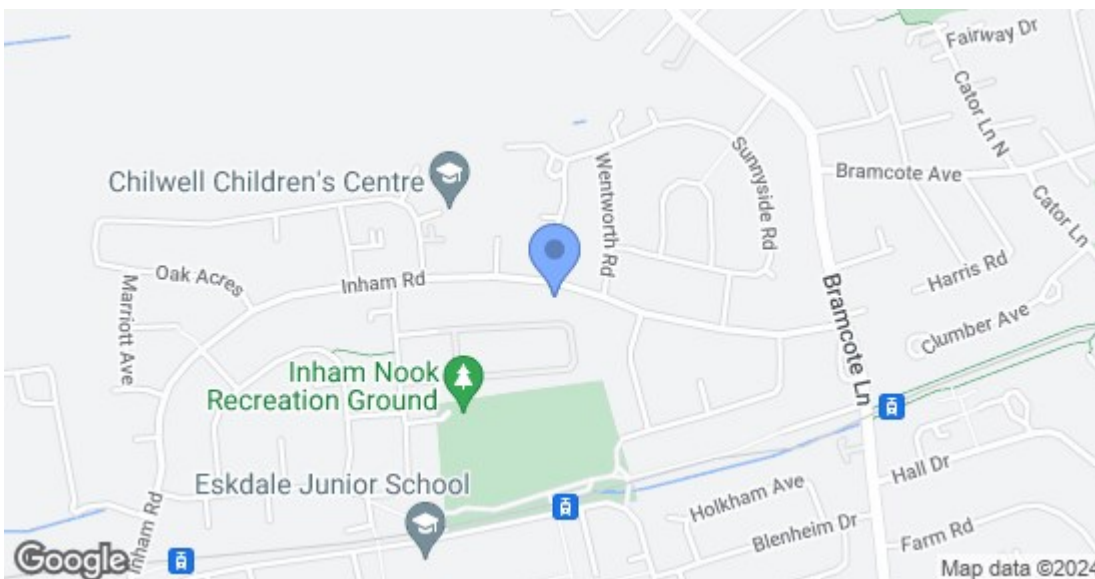 Fairway Dr
Cator Ln N
Chilwell Children's Centre
Wentworth Rd
Sunnyside Rd
Bramcote Ave
Cator Ln
Oak Acres
Inham Rd
Harris Rd
Marriott Ave
Bramcote Ln
Clumber Ave
Inham Nook
Recreation Ground
Eskdale Junior School
Hall Dr
Holkham Ave
Inham Rd
Blenheim Dr
Farm Rd
Google
Map data ©2024